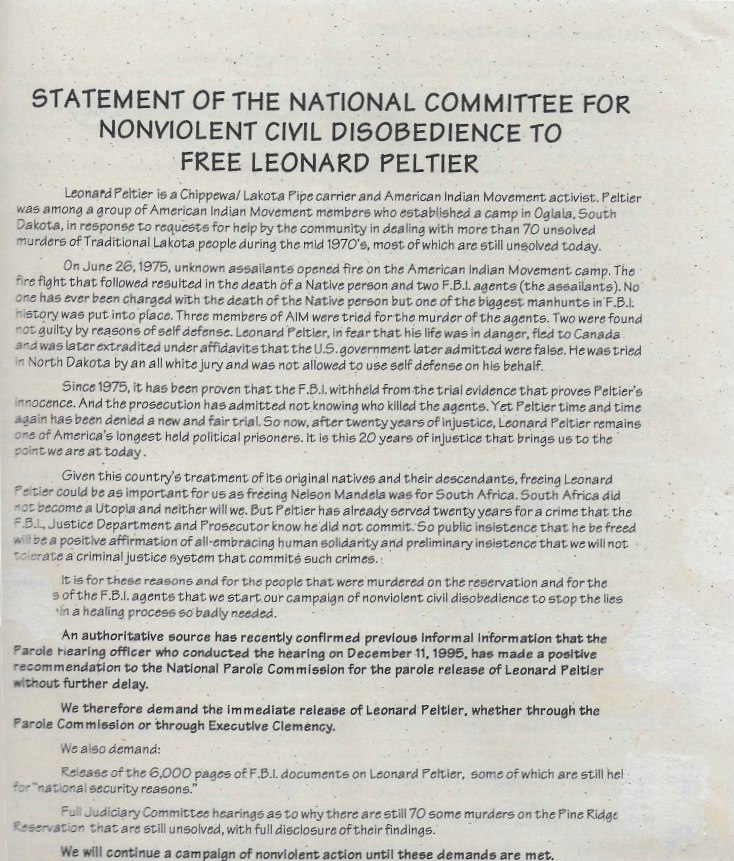 STATEMENT OF THE NATIONAL COMMITTEE FOR
NONVIOLENT CIVIL DISOBEDIENCE TO
FREE LEONARD PELTIER
Leonard Peltier is a Chippewa/ Lakota Pipe carrier and American Indian Movement activist. Peltier
was among a group of American Indian Movement members who established a camp in Oglala, South
Dakota, in response to requests for help by the community in dealing with more than 70 unsolved
murders of Traditional Lakota people during the mid 1970's, most of which are still unsolved today.
On June 26, 1975, unknown assailants opened fire on the American Indian Movement camp. The
fire fight that followed resulted in the death of a Native person and two F.B.I. agents (the assailants). No
one has ever been charged with the death of the Native person but one of the biggest manhunts in F.B.I.
history was put into place. Three members of AIM were tried for the murder of the agents. Two were found
not guilty by reasons of self defense. Leonard Peltier, in fear that his life was in danger, fled to Canada
and was later extradited under affidavits that the U.S. government later admitted were false. He was tried
in North Dakota by an all white jury and was not allowed to use self defense on his behalf.
Since 1975, it has been proven that the F.B.I. withheld from the trial evidence that proves Peltier's
innocence. And the prosecution has admitted not knowing who killed the agents. Yet Peltier time and time
again has been denied a new and fair trial. So now, after twenty years of injustice, Leonard Peltier remains
one of America's longest held political prisoners. It is this 20 years of injustice that brings us to the
point we are at today.
Given this country's treatment of its original natives and their descendants, freeing Leonard
Peltier could be as important for us as freeing Nelson Mandela was for South Africa. South Africa did
not become a Utopia and neither will we. But Peltier has already served twenty years for a crime that the
F.B.I., Justice Department and Prosecutor know he did not commit. So public insistence that he be freed
will be a positive affirmation of all-embracing human solidarity and preliminary insistence that we will not
tolerate a criminal justice system that commits such crimes.
It is for these reasons and for the people that were murdered on the reservation and for the
s of the F.B.I. agents that we start our campaign of nonviolent civil disobedience to stop the lies
in a healing process so badly needed.
An authoritative source has recently confirmed previous informal information that the
Parole Hearing officer who conducted the hearing on December 11, 1995, has made a positive
recommendation to the National Parole Commission for the parole release of Leonard Peltier
without further delay.
We therefore demand the immediate release of Leonard Peltier, whether through the
Parole Commission or through Executive Clemency.
We also demand:
Release of the 6,000 pages of F.B.I. documents on Leonard Peltier, some of which are still hel
for "national security reasons."
Full Judiciary Committee hearings as to why there are still 70 some murders on the Pine Ridge
Reservation that are still unsolved, with full disclosure of their findings.
We will continue a campaign of nonviolent action until these demands are met.